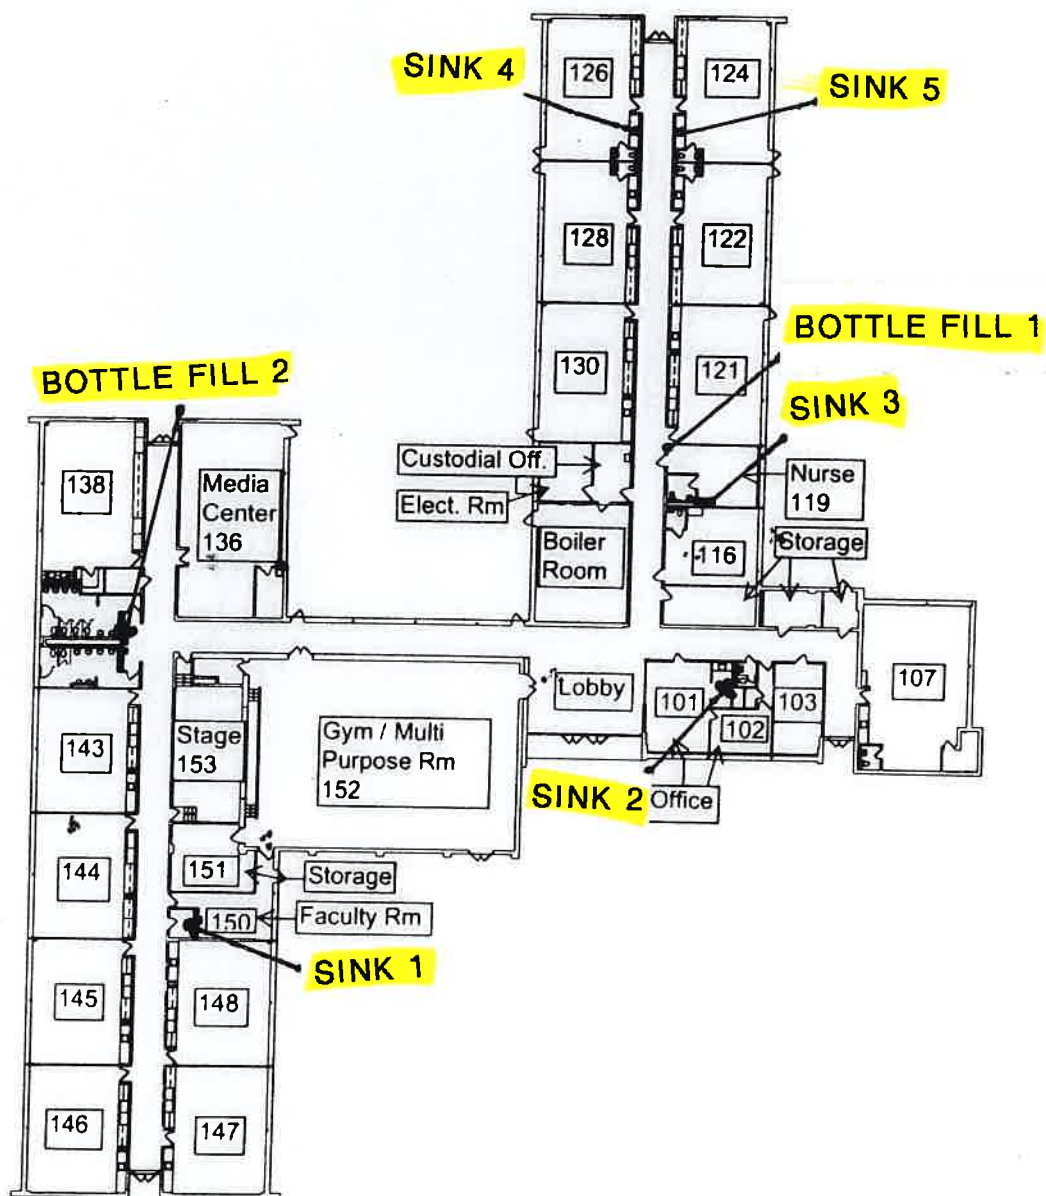 SINK 4
126
124
SINK 5
128
122
BOTTLE FILL 1
130
121
BOTTLE FILL 2
SINK 3
Custodial Off.
Elect. Rm
Nurse
119
138
Media
Center
136
Boiler
Room
116
Storage
Lobby
101
102
103
107
143
Stage
153
Gym / Multi
Purpose Rm
152
SINK 2
Office
144
151
Storage
150
Faculty Rm
SINK 1
145
148
146
147